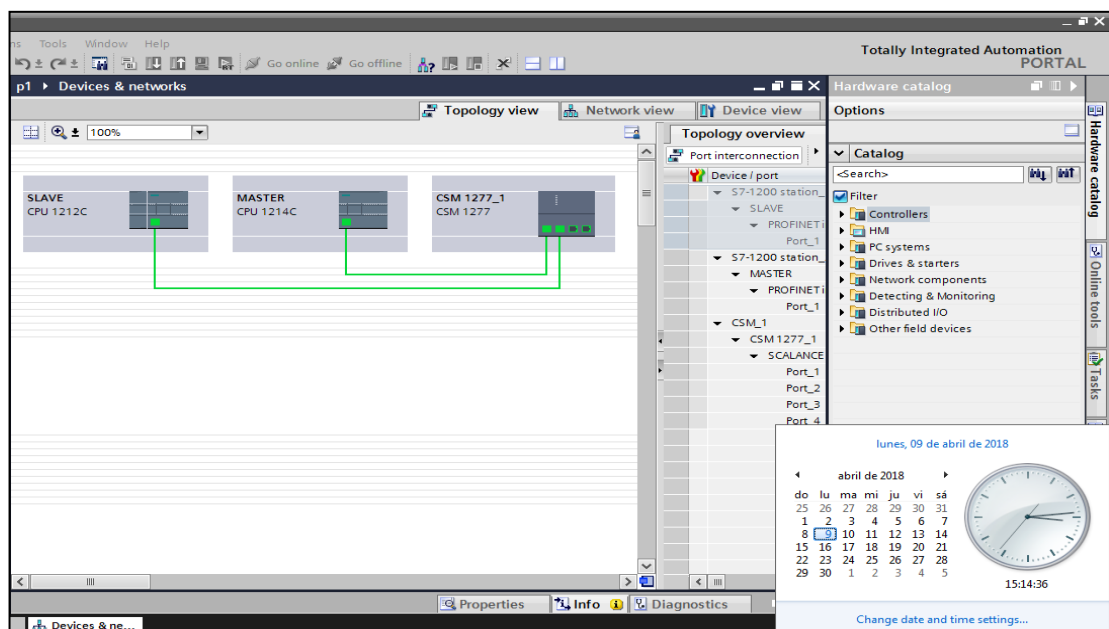 ns Tools Window Help
Totally Integrated Automation
PORTAL
± ± Go online Go offline
p1 Devices & networks
Hardware catalog
Topology view Network view Device view
Options
± 100%
Topology overview
Port interconnection
Catalog
Device / port
<Search>
Filter
S7-1200 station_
SLAVE
PROFINET i
Port_1
S7-1200 station_
MASTER
PROFINET i
Port_1
CSM_1
CSM 1277_1
SCALANCE
Port_1
Port_2
Port_3
Port_4
Controllers
HMI
PC systems
Drives & starters
Network components
Detecting & Monitoring
Distributed I/O
Other field devices
Hardware catalog
Online tools
Tasks
SLAVE
CPU 1212C
MASTER
CPU 1214C
CSM 1277_1
CSM 1277
lunes, 09 de abril de 2018
abril de 2018
do lu ma mi ju vi sá
25 26 27 28 29 30 31
1 2 3 4 5 6 7
8 9 10 11 12 13 14
15 16 17 18 19 20 21
22 23 24 25 26 27 28
29 30 1 2 3 4 5
15:14:36
Change date and time settings...
Properties Info Diagnostics
Devices & ne...